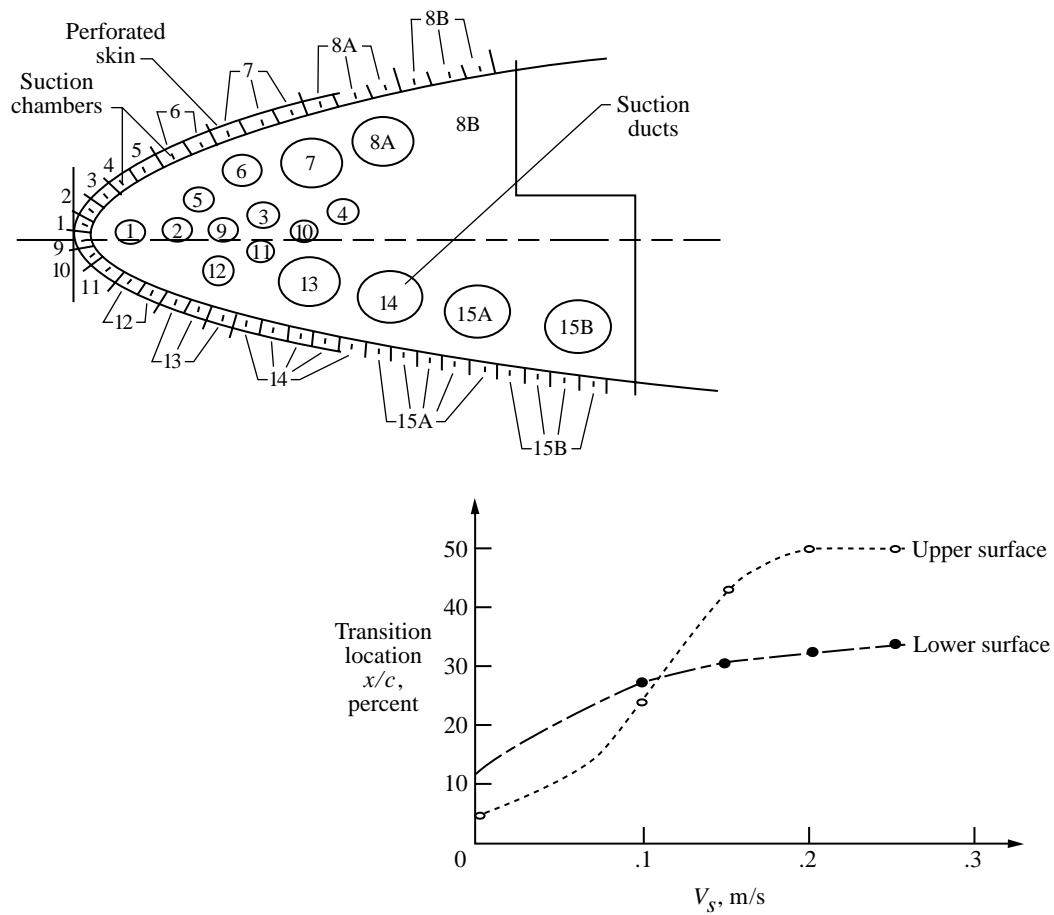 8B
Perforated
skin
8A
7
Suction
chambers
6
5
4
3
2
1
9
10
11
12
13
14
15A
15B
8B
Suction
ducts
8A
7
6
5
4
3
1
2
9
10
11
12
13
14
15A
15B
50
Upper surface
40
Transition
location
x/c,
percent
30
Lower surface
20
10
0
.1
.2
.3
V_S, m/s